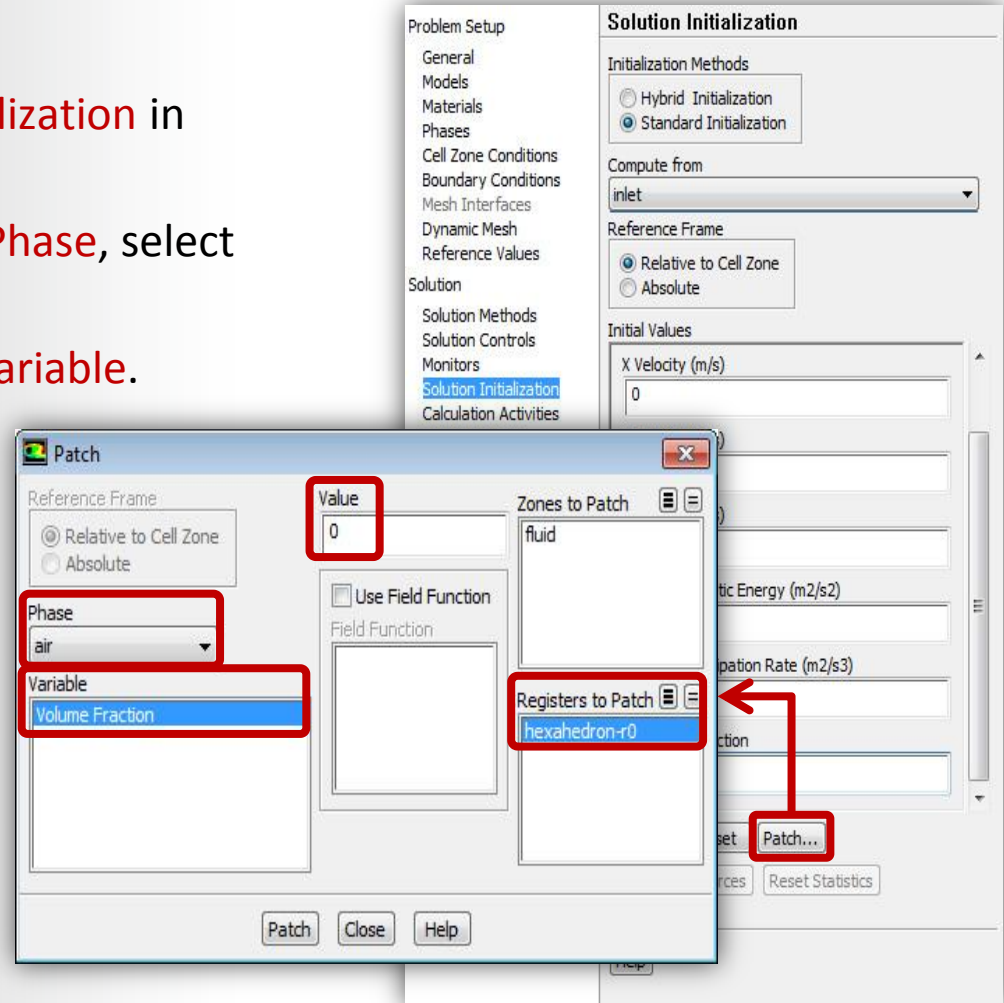 lization in
Phase, select
ariable.
Problem Setup
General
Models
Materials
Phases
Cell Zone Conditions
Boundary Conditions
Mesh Interfaces
Dynamic Mesh
Reference Values
Solution
Solution Methods
Solution Controls
Monitors
Solution Initialization
Calculation Activities
Solution Initialization
Initialization Methods
Hybrid Initialization
Standard Initialization
Compute from
inlet
Reference Frame
Relative to Cell Zone
Absolute
Initial Values
X Velocity (m/s)
0
)
)
tic Energy (m2/s2)
pation Rate (m2/s3)
ction
set
Patch...
rces
Reset Statistics
Help
Patch
Reference Frame
Relative to Cell Zone
Absolute
Phase
air
Variable
Volume Fraction
Value
0
Use Field Function
Field Function
Zones to Patch
fluid
Registers to Patch
hexahedron-r0
Patch
Close
Help